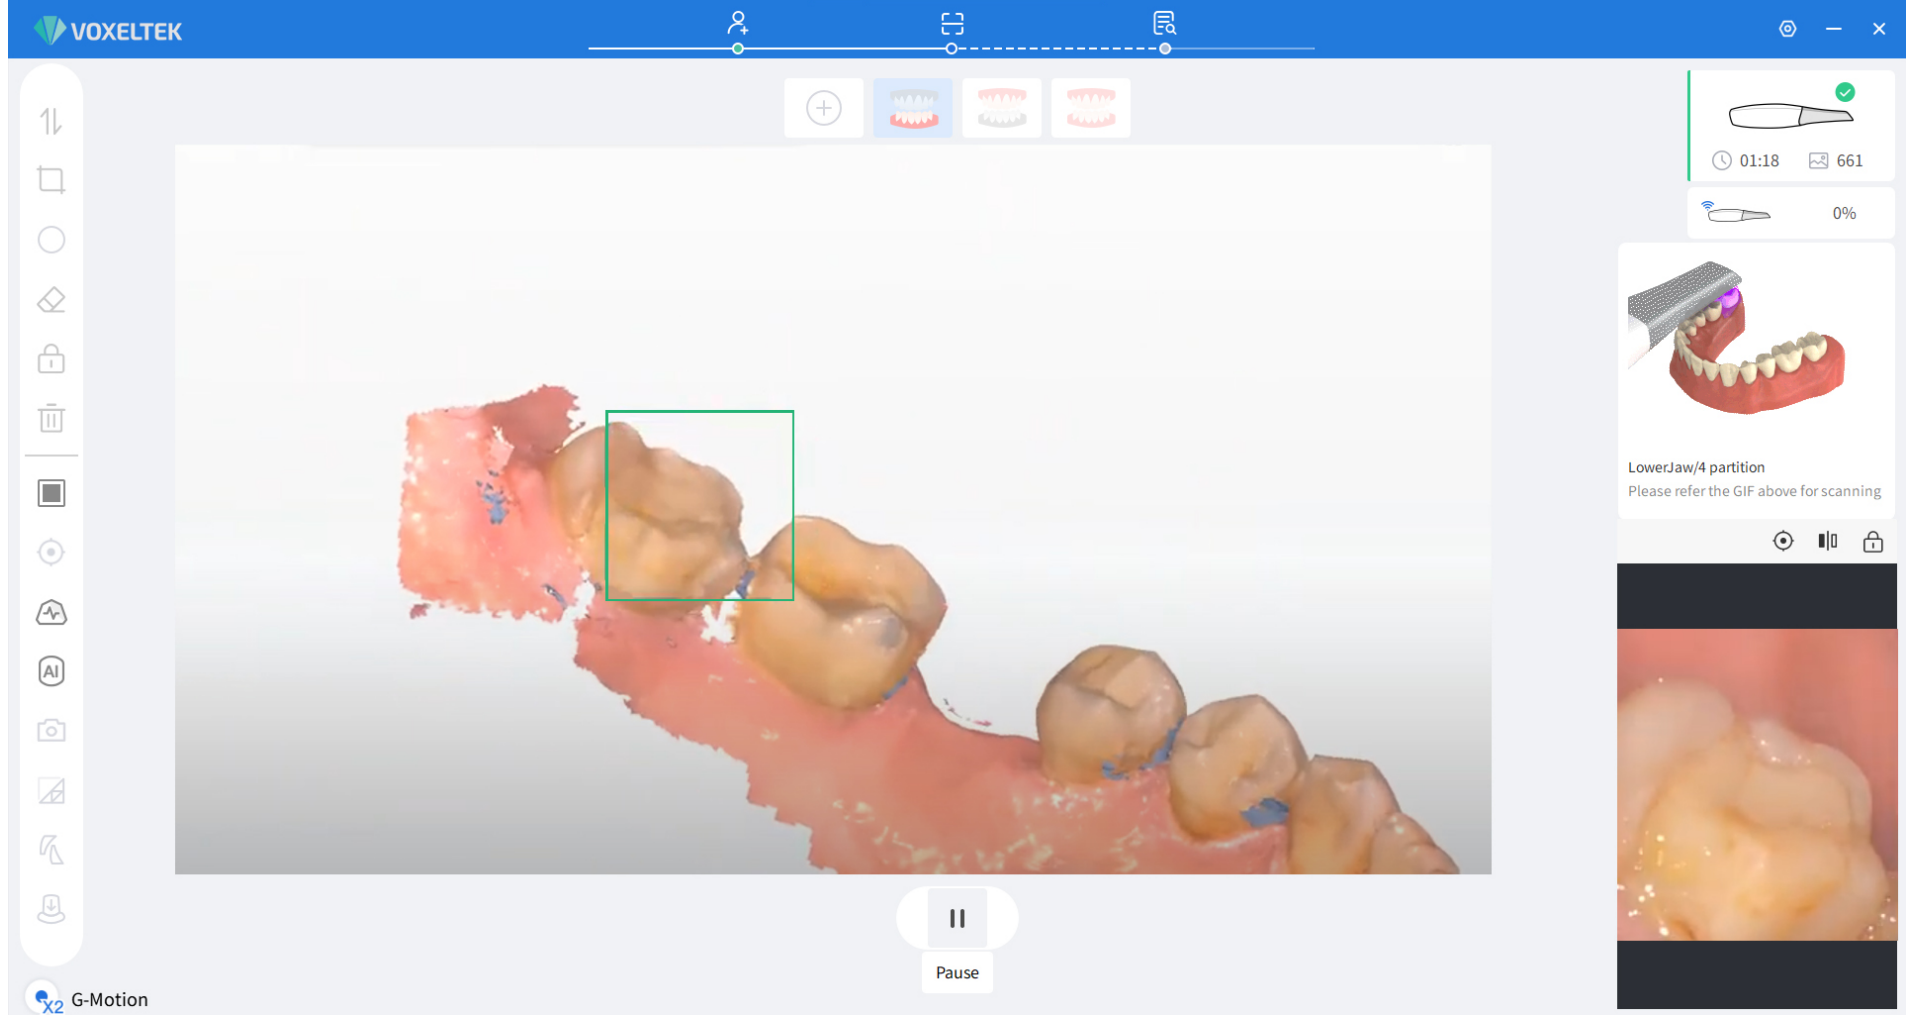 VOXELTEK
01:18
661
0%
LowerJaw/4 partition
Please refer the GIF above for scanning
AI
Pause
X2
G-Motion